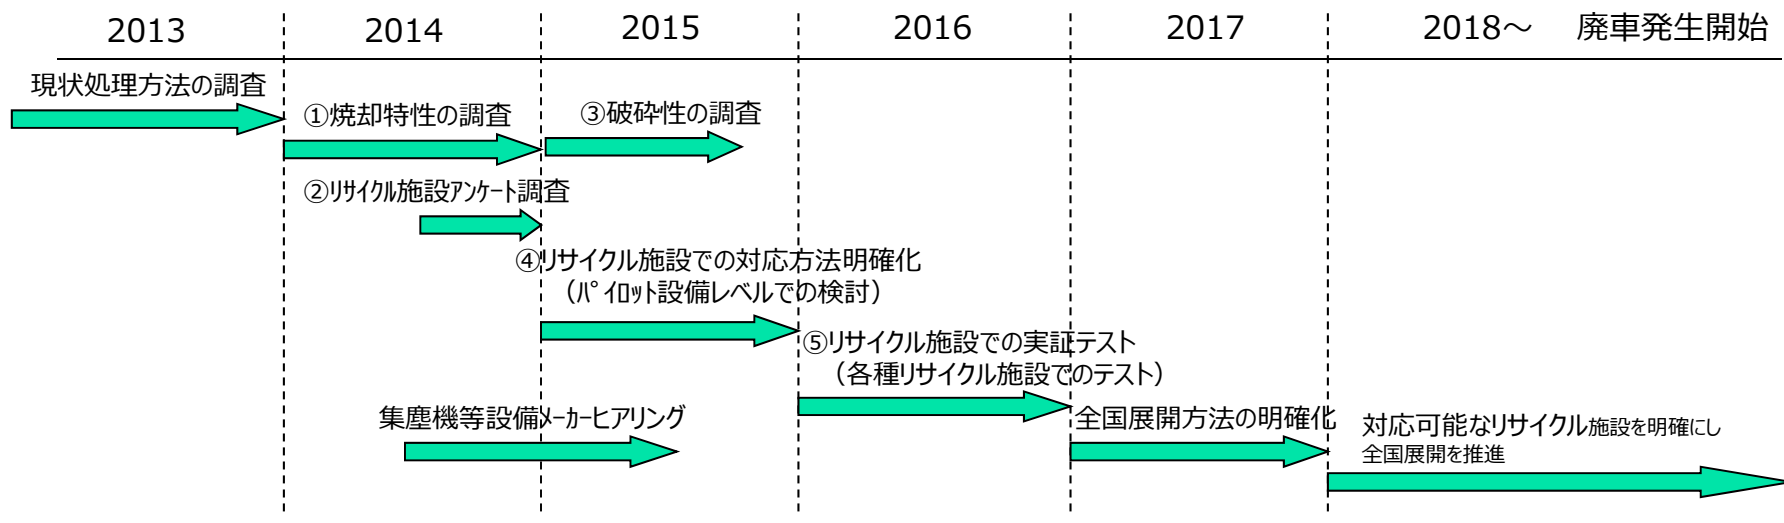 2013
2014
2015
2016
2017
2018～　廃車発生開始
現状処理方法の調査
①焼却特性の調査
③破砕性の調査
②ﾘｻｲｸﾙ施設ｱﾝｹｰﾄ調査
④リサイクル施設での対応方法明確化
（ﾊﾟｲﾛｯﾄ設備レベルでの検討）
⑤リサイクル施設での実証テスト
（各種リサイクル施設でのテスト）
集塵機等設備ﾒｰｶｰヒアリング
全国展開方法の明確化
対応可能なリサイクル施設を明確にし
全国展開を推進